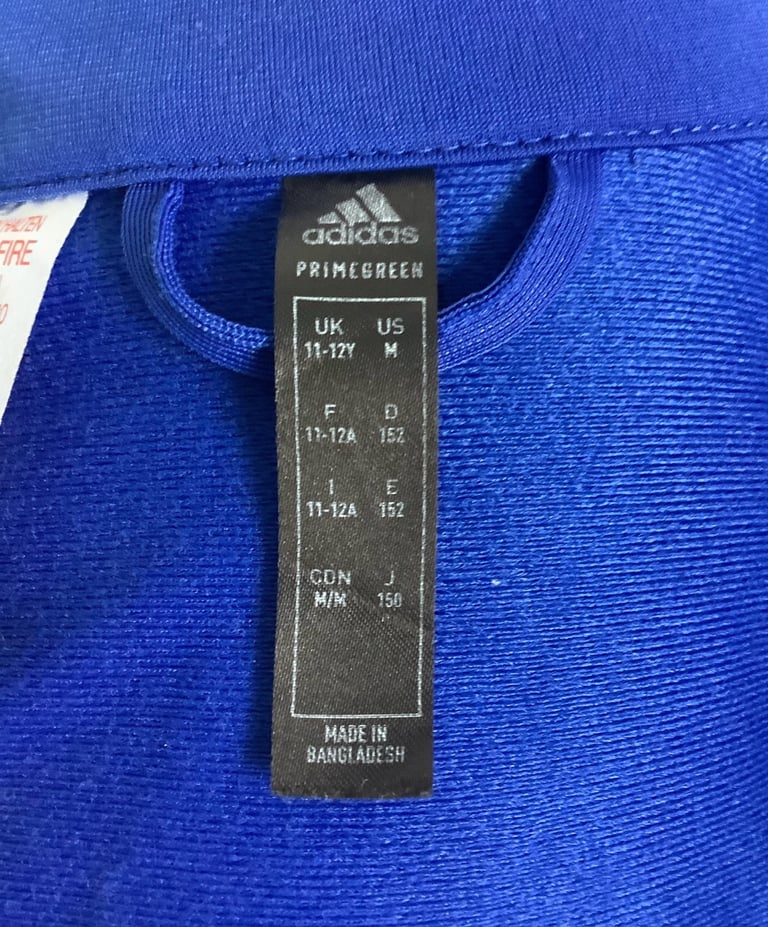 adidas
PRIMEGREEN
UK US
11-12Y M
F D
11-12A 152
I E
11-12A 152
CDN J
M/M 150
MADE IN
BANGLADESH
FIRE